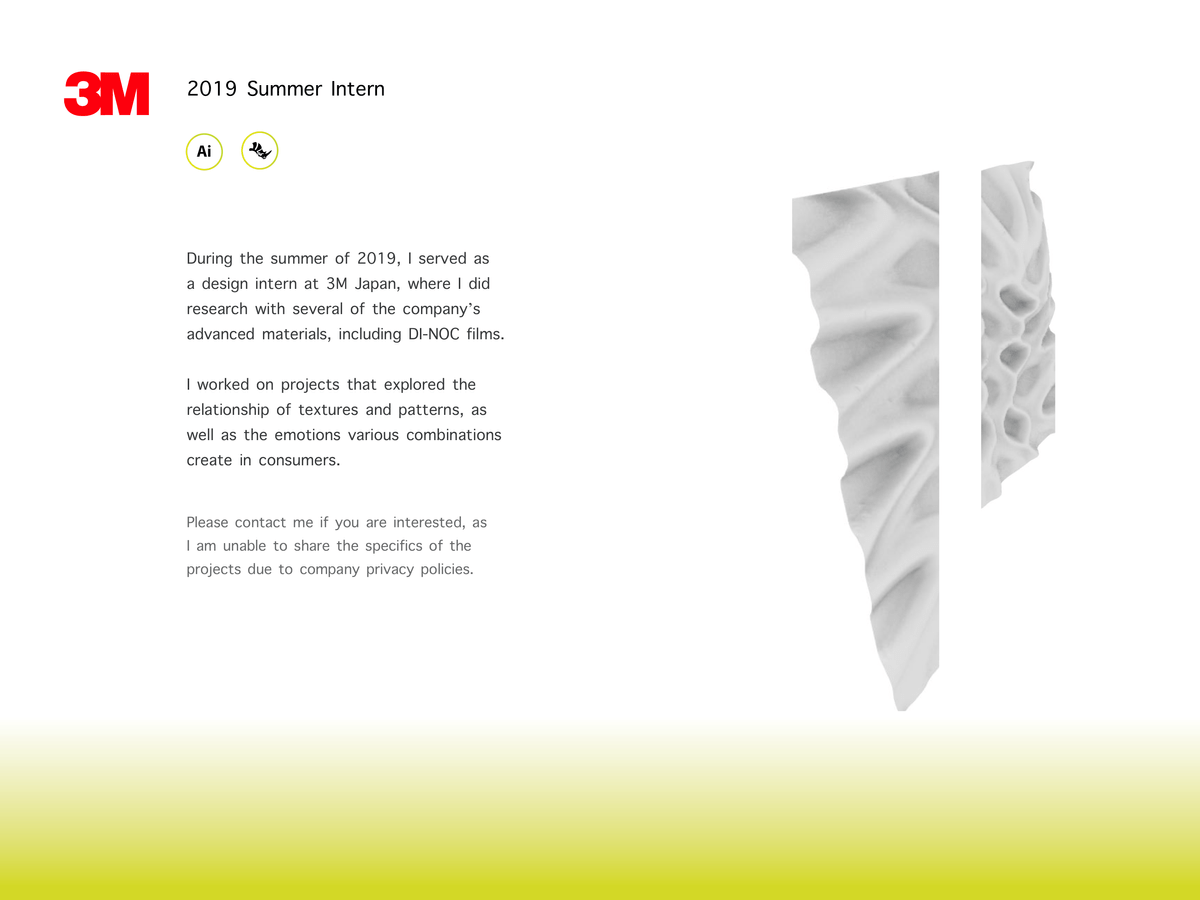 3M
2019 Summer Intern
Ai
During the summer of 2019, I served as
a design intern at 3M Japan, where I did
research with several of the company’s
advanced materials, including DI-NOC films.
I worked on projects that explored the
relationship of textures and patterns, as
well as the emotions various combinations
create in consumers.
Please contact me if you are interested, as
I am unable to share the specifics of the
projects due to company privacy policies.